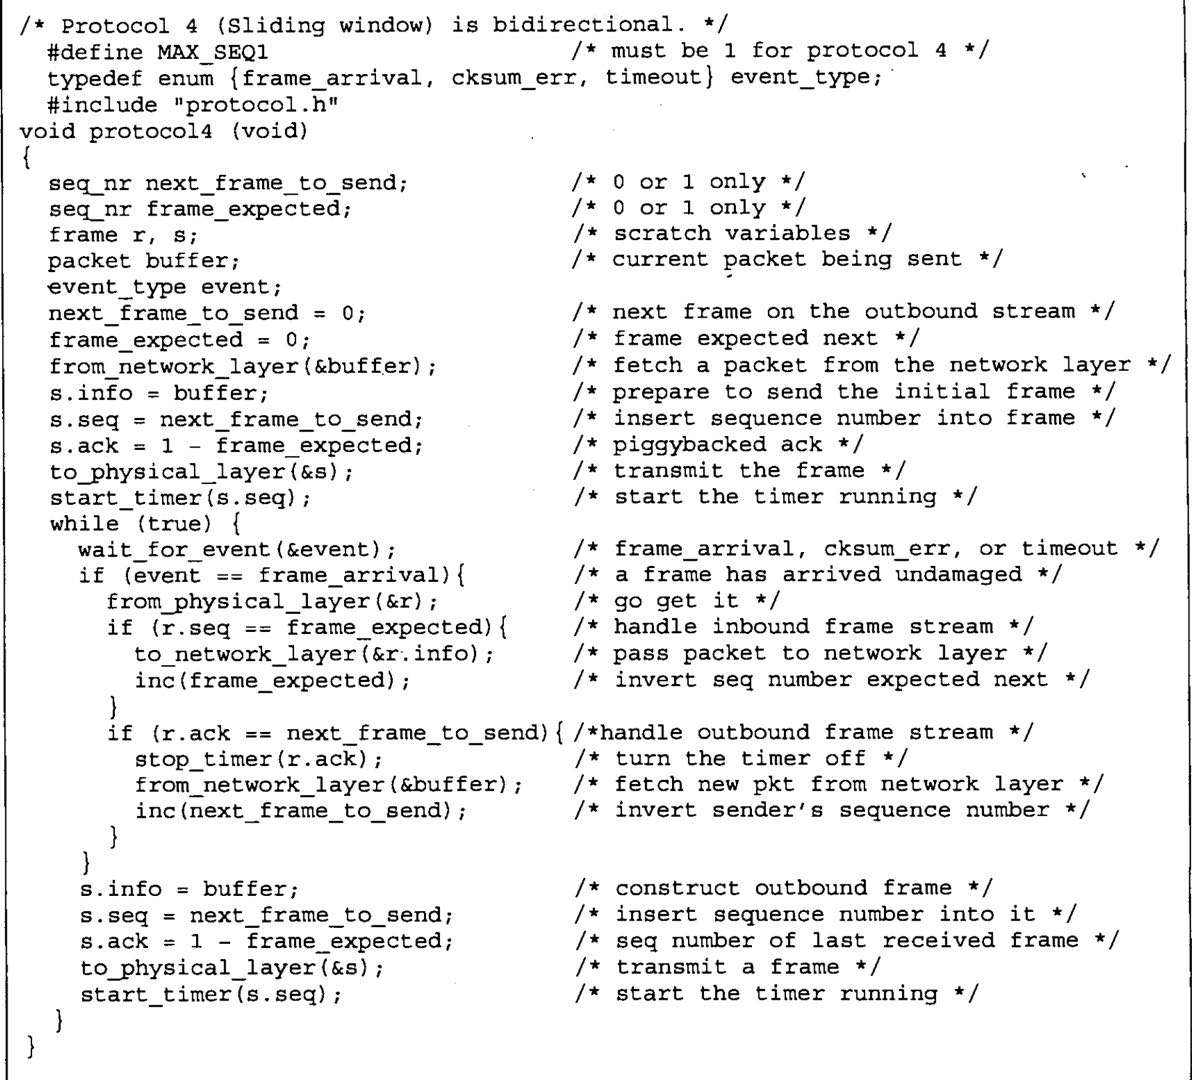 /* Protocol 4 (Sliding window) is bidirectional. */
#define MAX_SEQ1 /* must be 1 for protocol 4 */
typedef enum {frame_arrival, cksum_err, timeout} event_type;
#include "protocol.h"
void protocol4 (void)
{
seq_nr next_frame_to_send; /* 0 or 1 only */
seq_nr frame_expected; /* 0 or 1 only */
frame r, s; /* scratch variables */
packet buffer; /* current packet being sent */
event_type event;
next_frame_to_send = 0; /* next frame on the outbound stream */
frame_expected = 0; /* frame expected next */
from_network_layer(&buffer); /* fetch a packet from the network layer */
s.info = buffer; /* prepare to send the initial frame */
s.seq = next_frame_to_send; /* insert sequence number into frame */
s.ack = 1 - frame_expected; /* piggybacked ack */
to_physical_layer(&s); /* transmit the frame */
start_timer(s.seq); /* start the timer running */
while (true) {
wait_for_event(&event); /* frame_arrival, cksum_err, or timeout */
if (event == frame_arrival){ /* a frame has arrived undamaged */
from_physical_layer(&r); /* go get it */
if (r.seq == frame_expected){ /* handle inbound frame stream */
to_network_layer(&r.info); /* pass packet to network layer */
inc(frame_expected); /* invert seq number expected next */
}
if (r.ack == next_frame_to_send){ /*handle outbound frame stream */
stop_timer(r.ack); /* turn the timer off */
from_network_layer(&buffer); /* fetch new pkt from network layer */
inc(next_frame_to_send); /* invert sender's sequence number */
}
}
s.info = buffer; /* construct outbound frame */
s.seq = next_frame_to_send; /* insert sequence number into it */
s.ack = 1 - frame_expected; /* seq number of last received frame */
to_physical_layer(&s); /* transmit a frame */
start_timer(s.seq); /* start the timer running */
}
}